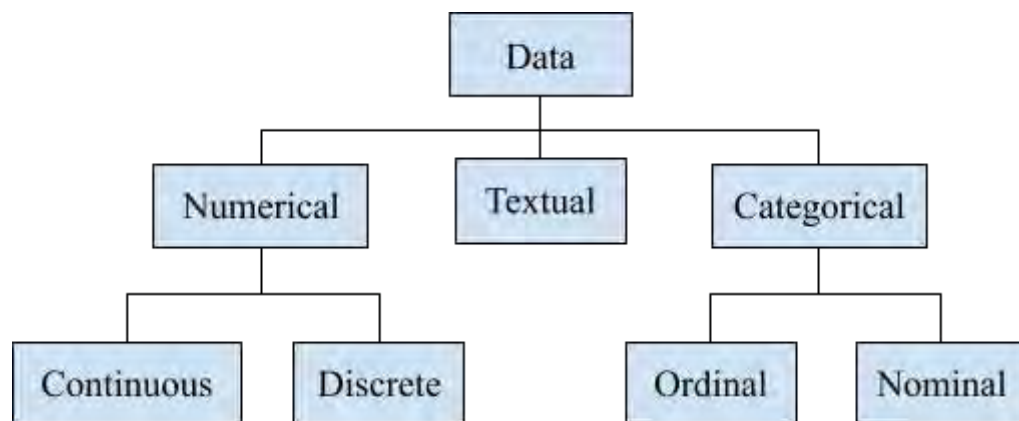 Data
Numerical
Textual
Categorical
Continuous
Discrete
Ordinal
Nominal